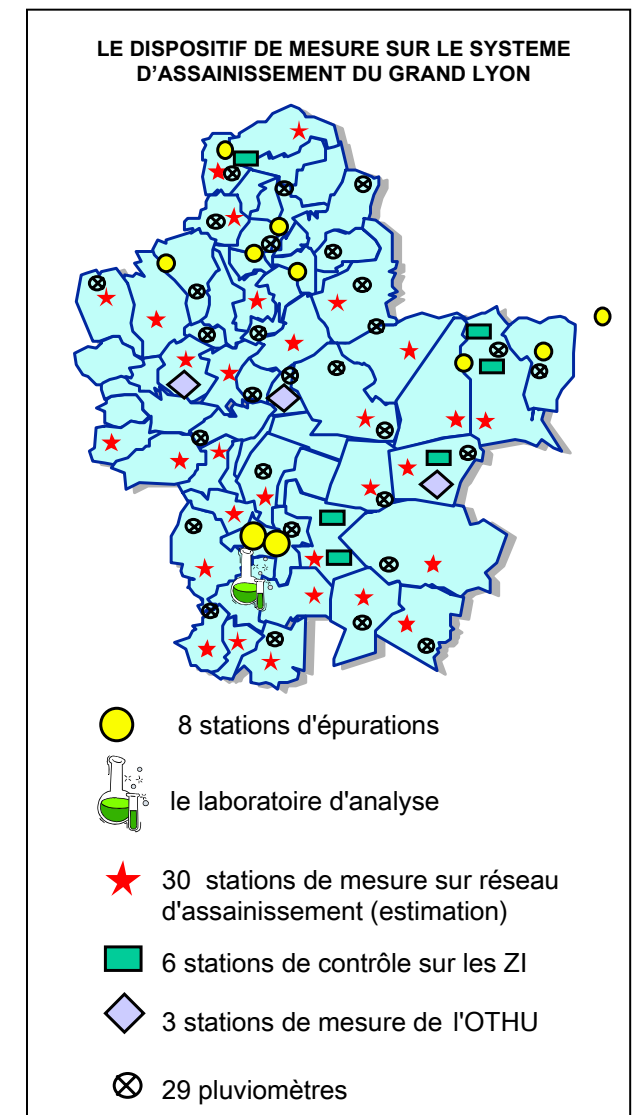 LE DISPOSITIF DE MESURE SUR LE SYSTEME
D'ASSAINISSEMENT DU GRAND LYON
8 stations d'épurations
le laboratoire d'analyse
30 stations de mesure sur réseau
d'assainissement (estimation)
6 stations de contrôle sur les ZI
3 stations de mesure de l'OTHU
29 pluviomètres